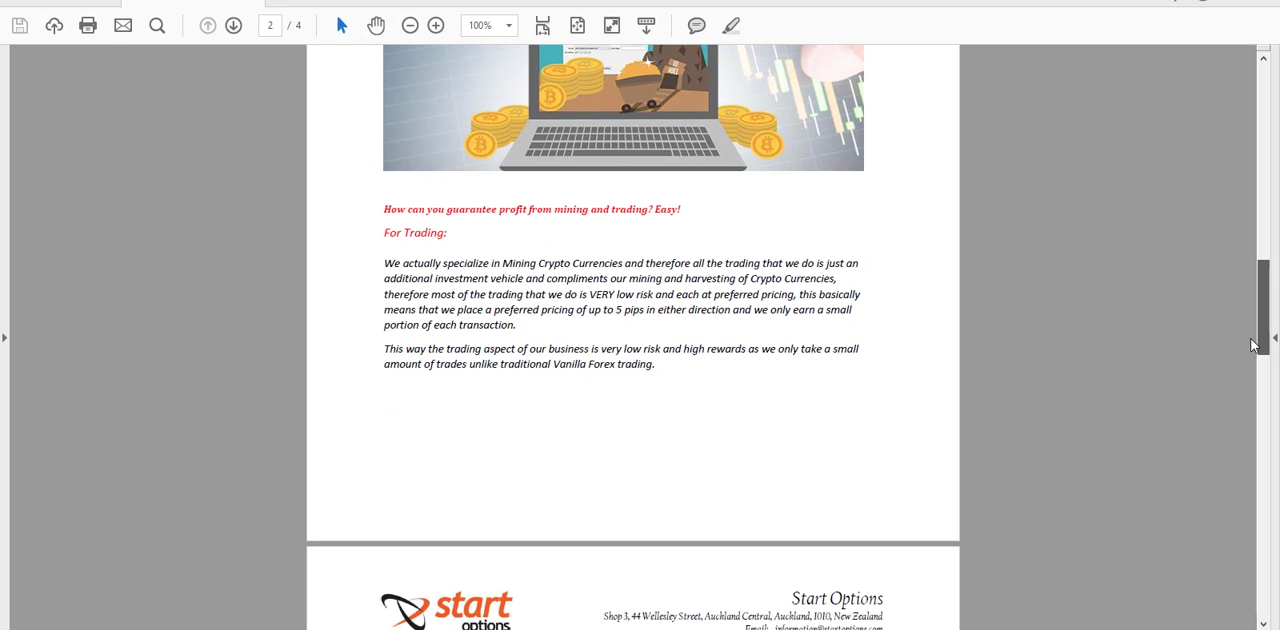 2 / 4
100%
How can you guarantee profit from mining and trading? Easy!
For Trading:
We actually specialize in Mining Crypto Currencies and therefore all the trading that we do is just an
additional investment vehicle and compliments our mining and harvesting of Crypto Currencies,
therefore most of the trading that we do is VERY low risk and each at preferred pricing, this basically
means that we place a preferred pricing of up to 5 pips in either direction and we only earn a small
portion of each transaction.
This way the trading aspect of our business is very low risk and high rewards as we only take a small
amount of trades unlike traditional Vanilla Forex trading.
start
options
Start Options
Shop 3, 44 Wellesley Street, Auckland Central, Auckland, 1010, New Zealand
Email: information@startoptions.com